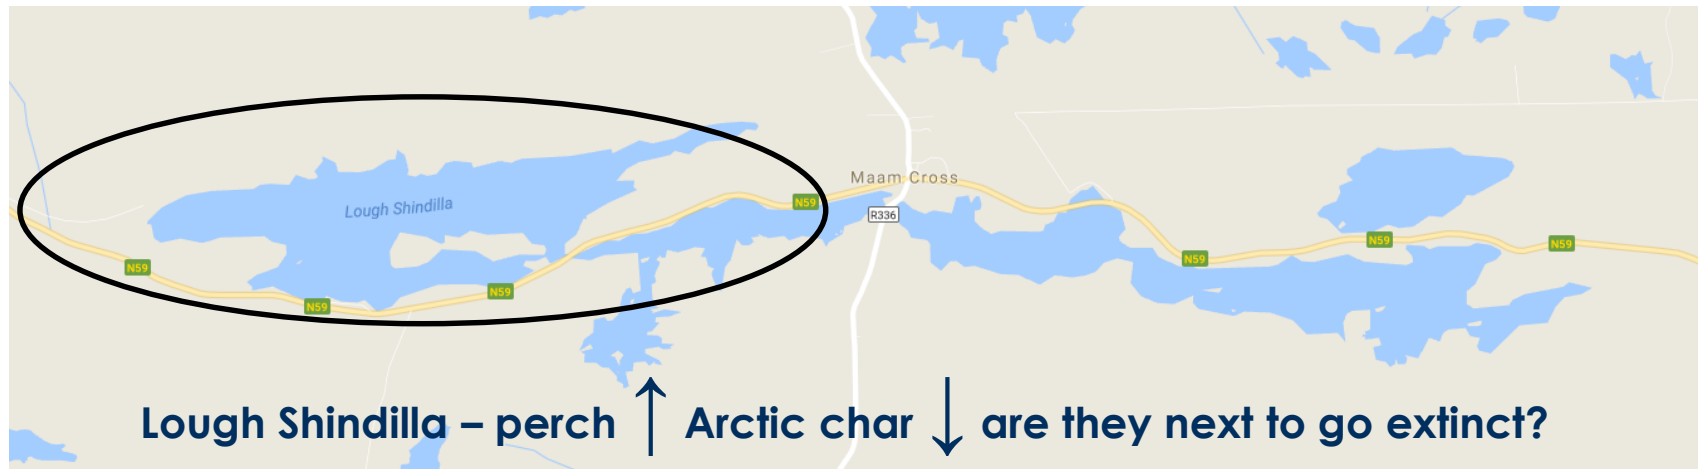 Maam Cross
N59
Lough Shindilla
R336
N59
N59
N59
N59
N59
N59
Lough Shindilla – perch ↑ Arctic char ↓ are they next to go extinct?